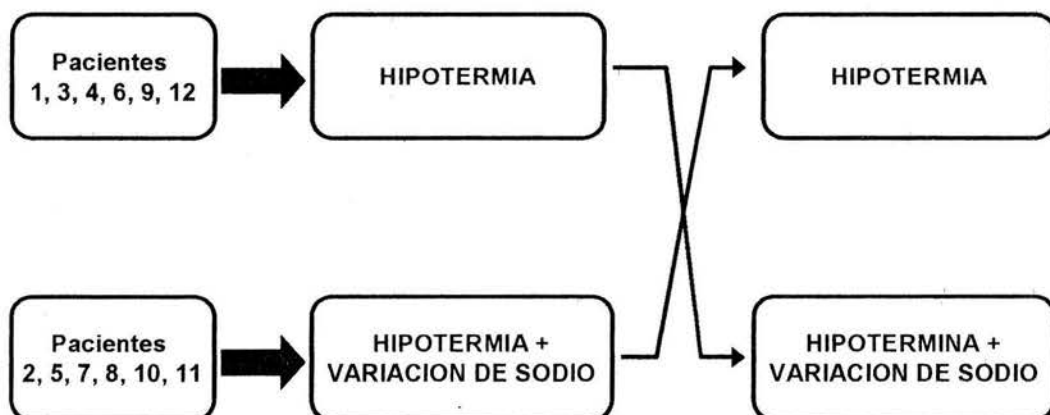 Pacientes
1, 3, 4, 6, 9, 12
HIPOTERMIA
HIPOTERMIA
Pacientes
2, 5, 7, 8, 10, 11
HIPOTERMIA +
VARIACION DE SODIO
HIPOTERMINA +
VARIACION DE SODIO